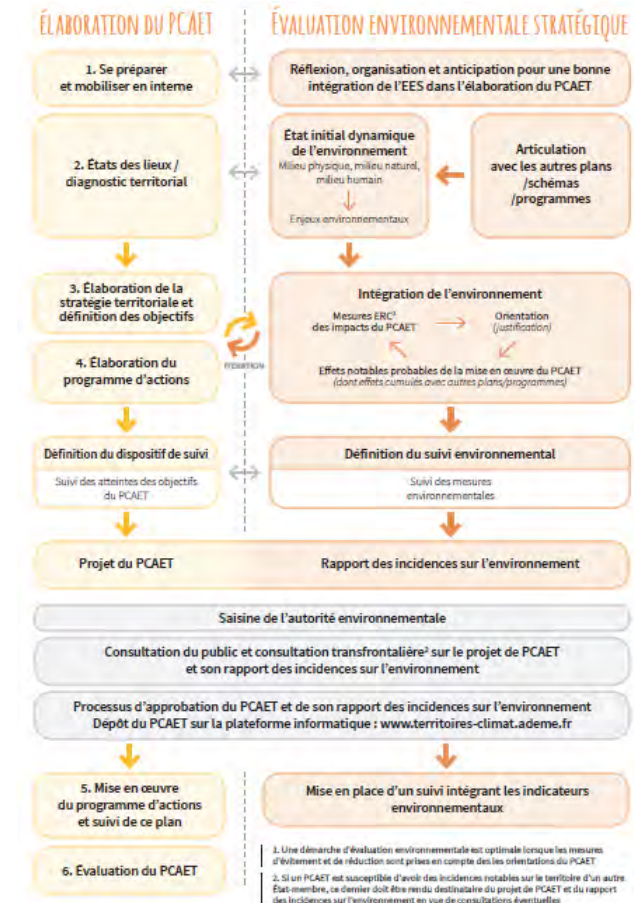 ÉLABORATION DU PCAET
ÉVALUATION ENVIRONNEMENTALE STRATÉGIQUE
1. Se préparer
et mobiliser en interne
Réflexion, organisation et anticipation pour une bonne
intégration de l'EES dans l'élaboration du PCAET
2. États des lieux /
diagnostic territorial
État initial dynamique
de l'environnement
Milieu physique, milieu naturel,
milieu humain
Enjeux environnementaux
Articulation
avec les autres plans
/schémas
/programmes
3. Élaboration de la
stratégie territoriale et
définition des objectifs
4. Élaboration du
programme d'actions
ITÉRATION
Intégration de l'environnement
Mesures ERC¹
des impacts du PCAET
Orientation
(justification)
Effets notables probables de la mise en œuvre du PCAET
(dont effets cumulés avec autres plans/programmes)
Définition du dispositif de suivi
Suivi des atteintes des objectifs
du PCAET
Définition du suivi environnemental
Suivi des mesures
environnementales
Projet du PCAET
Rapport des incidences sur l'environnement
Saisine de l'autorité environnementale
Consultation du public et consultation transfrontalière² sur le projet de PCAET
et son rapport des incidences sur l'environnement
Processus d'approbation du PCAET et de son rapport des incidences sur l'environnement
Dépôt du PCAET sur la plateforme informatique : www.territoires-climat.ademe.fr
5. Mise en œuvre
du programme d'actions
et suivi de ce plan
Mise en place d'un suivi intégrant les indicateurs
environnementaux
6. Évaluation du PCAET
1. Une démarche d'évaluation environnementale est optimale lorsque les mesures
d'évitement et de réduction sont prises en compte des les orientations du PCAET
2. Si un PCAET est susceptible d'avoir des incidences notables sur le territoire d'un autre
État-membre, ce dernier doit être rendu destinataire du projet de PCAET et du rapport
des incidences sur l'environnement en vue de consultations éventuelles